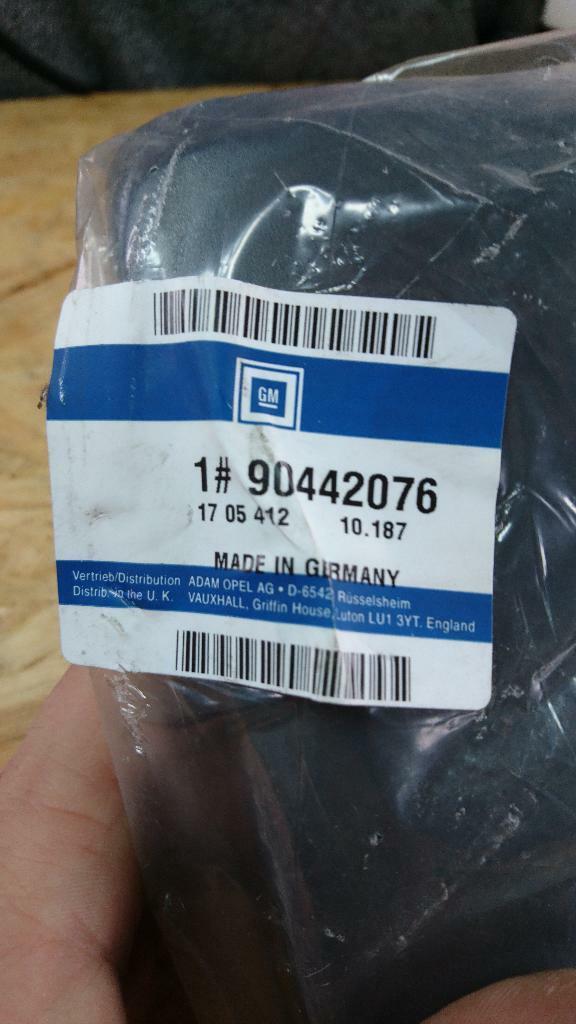 GM
1# 90442076
17 05 412 10.187
MADE IN GERMANY
Vertrieb/Distribution ADAM OPEL AG • D-6542 Rüsselsheim
Distrib. in the U. K. VAUXHALL, Griffin House, Luton LU1 3YT. England